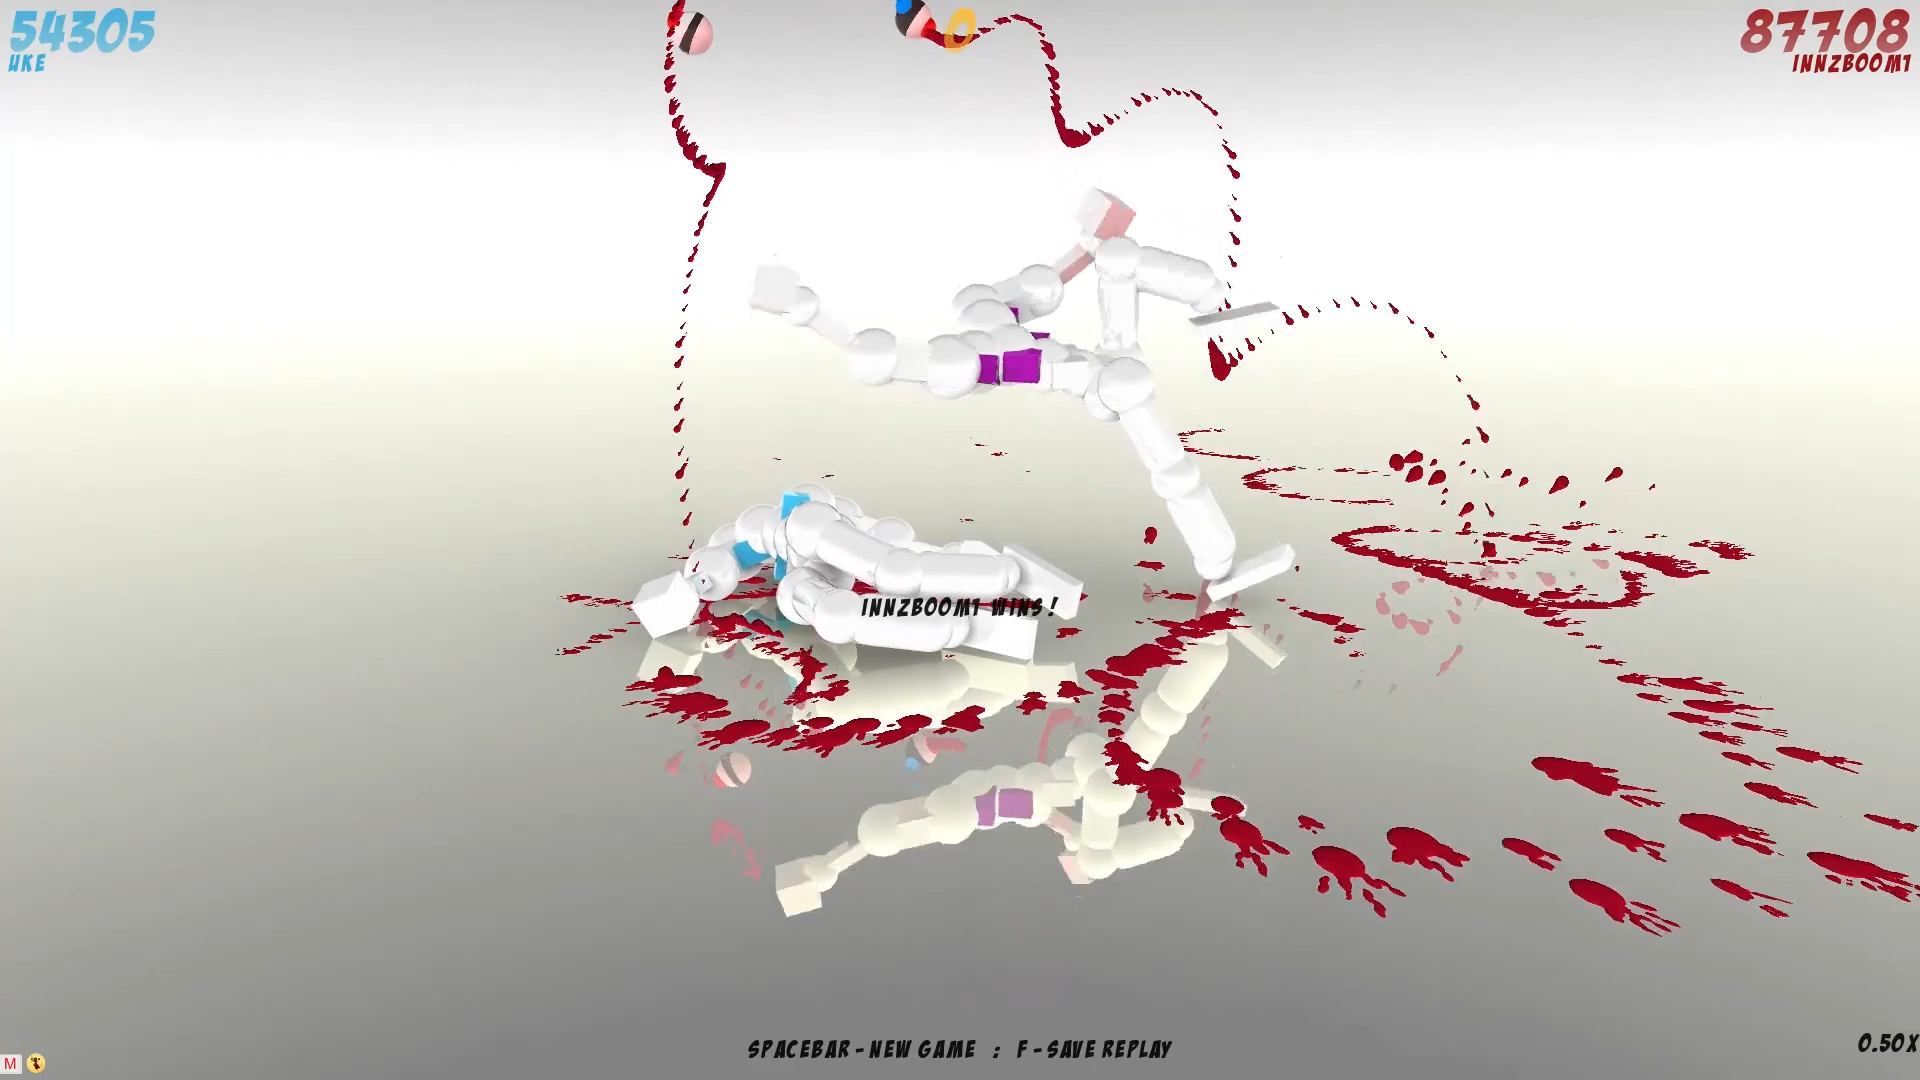 54305
UKE
87708
INNZBOOM1
INNZBOOM1 WINS!
SPACEBAR - NEW GAME : F - SAVE REPLAY
0.50X
M